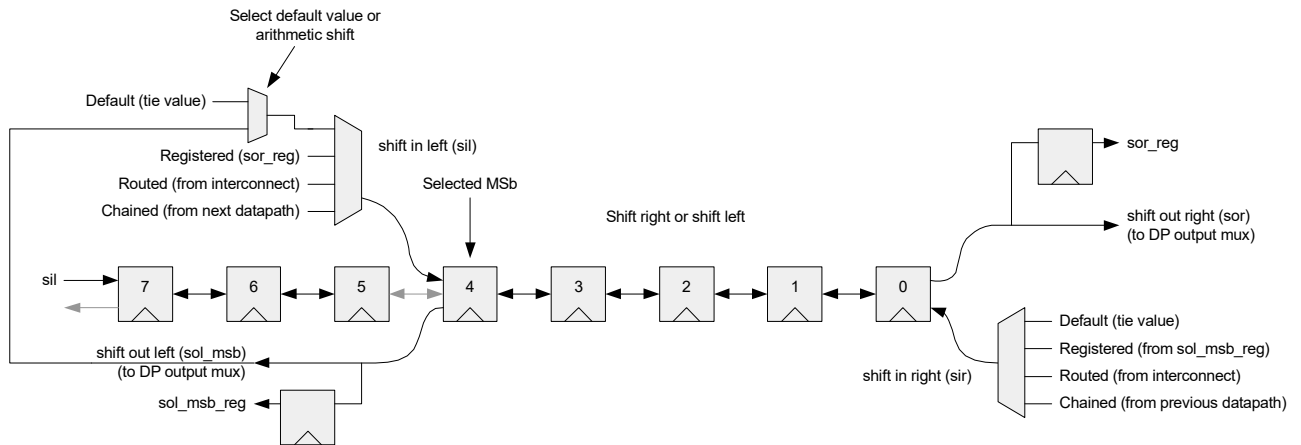 Select default value or
arithmetic shift
Default (tie value)
shift in left (sil)
Registered (sor_reg)
Routed (from interconnect)
Chained (from next datapath)
Selected MSb
Shift right or shift left
sor_reg
shift out right (sor)
(to DP output mux)
sil
7
6
5
4
3
2
1
0
shift out left (sol_msb)
(to DP output mux)
sol_msb_reg
shift in right (sir)
Default (tie value)
Registered (from sol_msb_reg)
Routed (from interconnect)
Chained (from previous datapath)